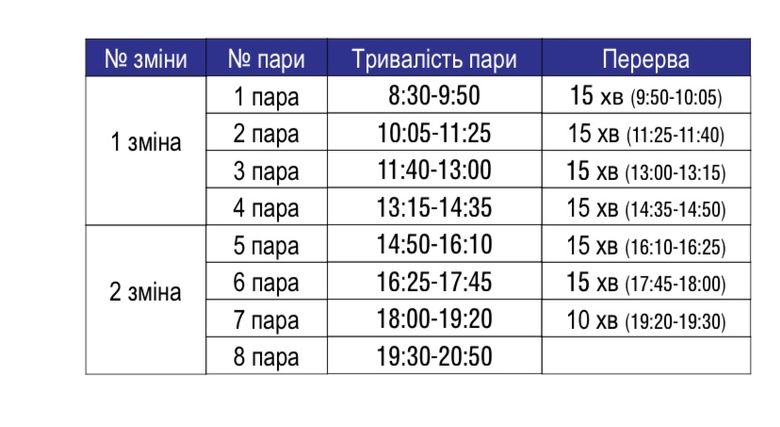 № зміни № пари Тривалість пари Перерва
1 зміна
1 пара 8:30-9:50 15 хв (9:50-10:05)
2 пара 10:05-11:25 15 хв (11:25-11:40)
3 пара 11:40-13:00 15 хв (13:00-13:15)
4 пара 13:15-14:35 15 хв (14:35-14:50)
2 зміна
5 пара 14:50-16:10 15 хв (16:10-16:25)
6 пара 16:25-17:45 15 хв (17:45-18:00)
7 пара 18:00-19:20 10 хв (19:20-19:30)
8 пара 19:30-20:50